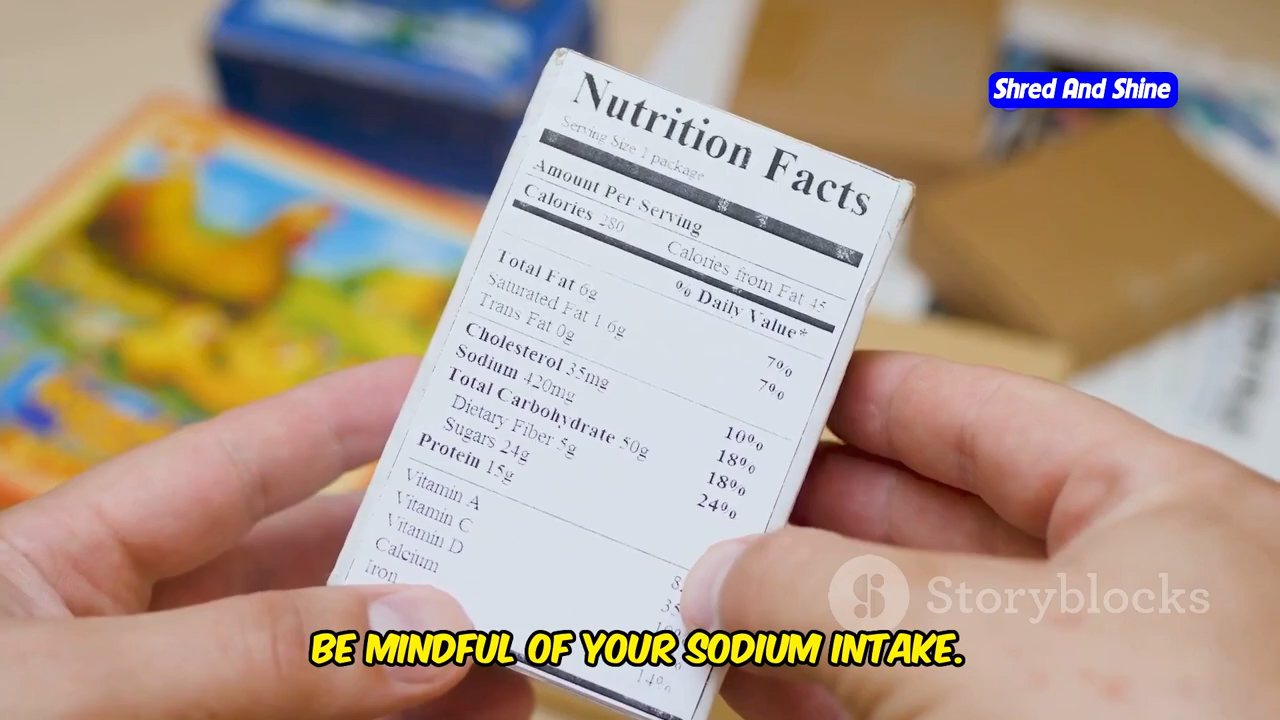 Shred And Shine
Nutrition Facts
Serving Size 1 package
Amount Per Serving
Calories 280 Calories from Fat 45
% Daily Value*
Total Fat 6g 7%
Saturated Fat 1.6g 7%
Trans Fat 0g
Cholesterol 35mg 10%
Sodium 420mg 18%
Total Carbohydrate 50g 18%
Dietary Fiber 5g 24%
Sugars 24g
Protein 15g
Vitamin A
Vitamin C
Vitamin D
Calcium
Iron
14%
Storyblocks
BE MINDFUL OF YOUR SODIUM INTAKE.